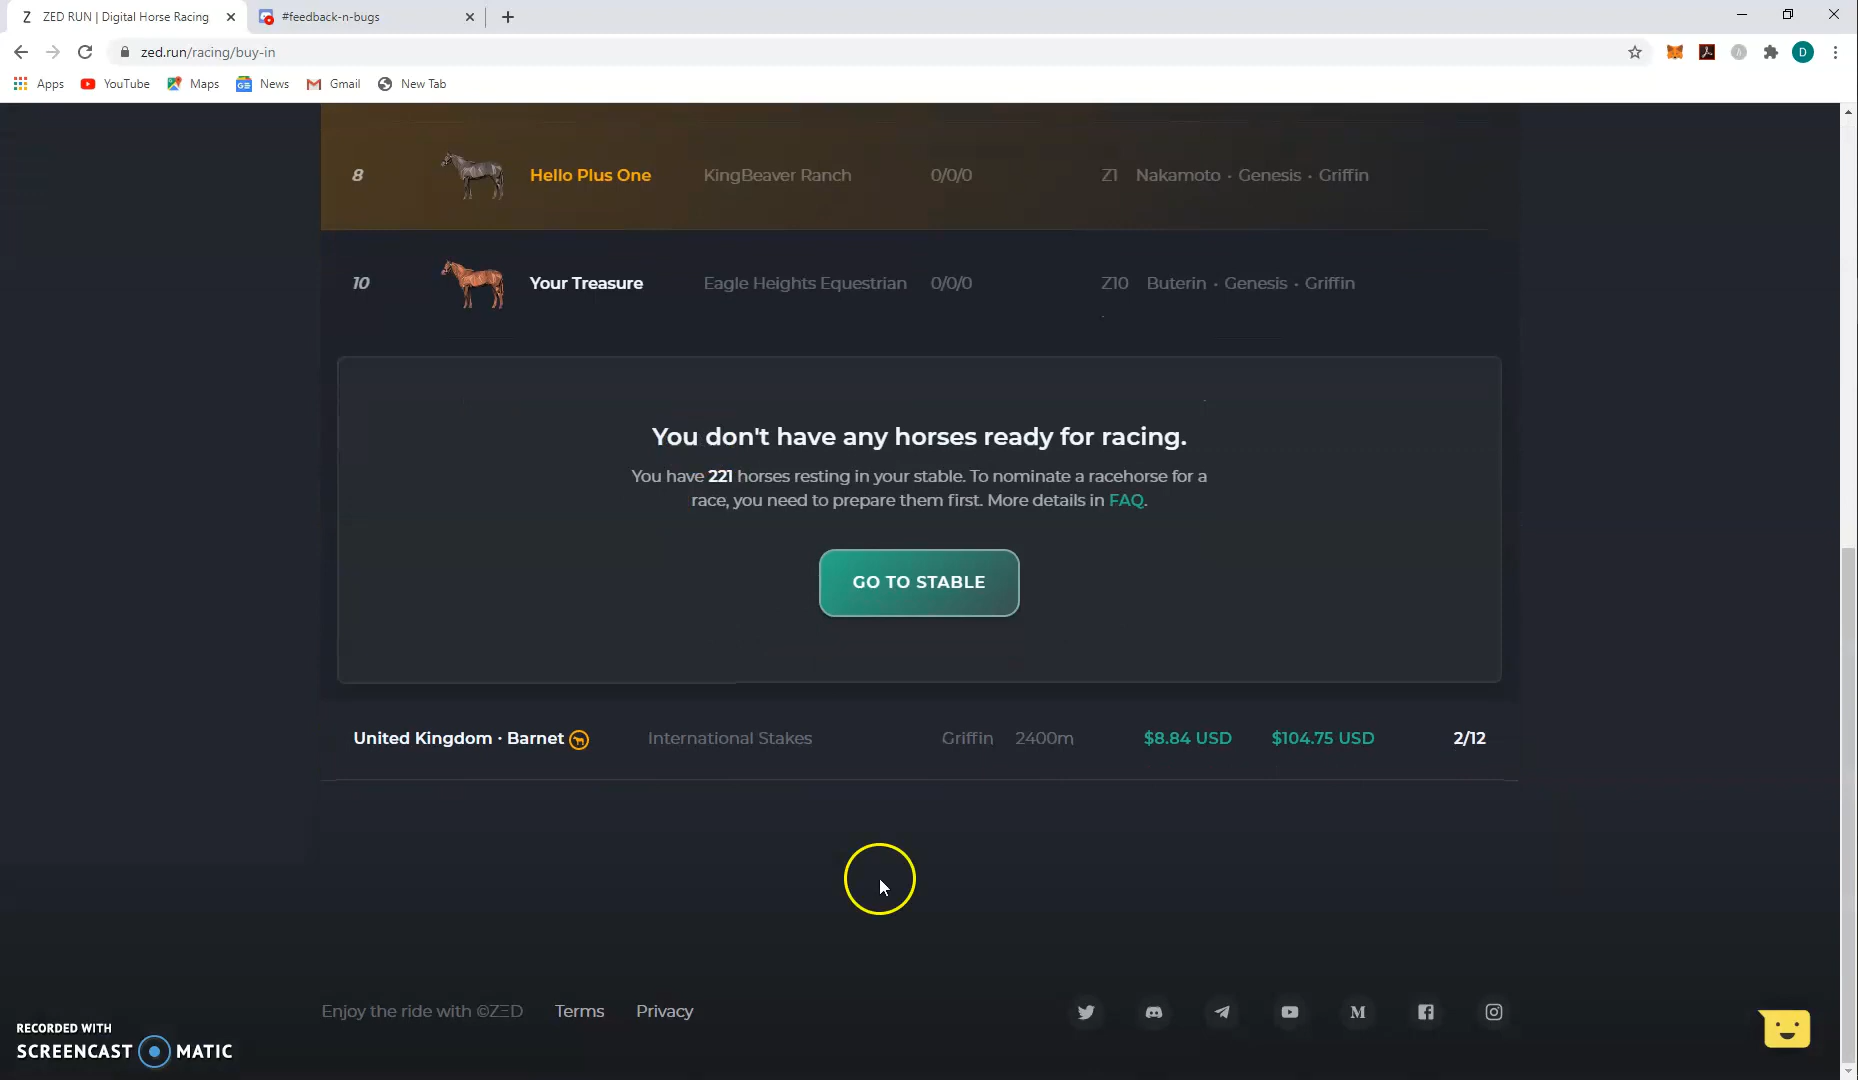 ZED RUN | Digital Horse Racing
#feedback-n-bugs
zed.run/racing/buy-in
D
Apps YouTube Maps News Gmail New Tab
8 Hello Plus One KingBeaver Ranch 0/0/0 Z1 Nakamoto · Genesis · Griffin
10 Your Treasure Eagle Heights Equestrian 0/0/0 Z10 Buterin · Genesis · Griffin
You don't have any horses ready for racing.
You have 221 horses resting in your stable. To nominate a racehorse for a
race, you need to prepare them first. More details in FAQ.
GO TO STABLE
United Kingdom · Barnet International Stakes Griffin 2400m $8.84 USD $104.75 USD 2/12
Enjoy the ride with ©ZΞD Terms Privacy
RECORDED WITH
SCREENCAST MATIC